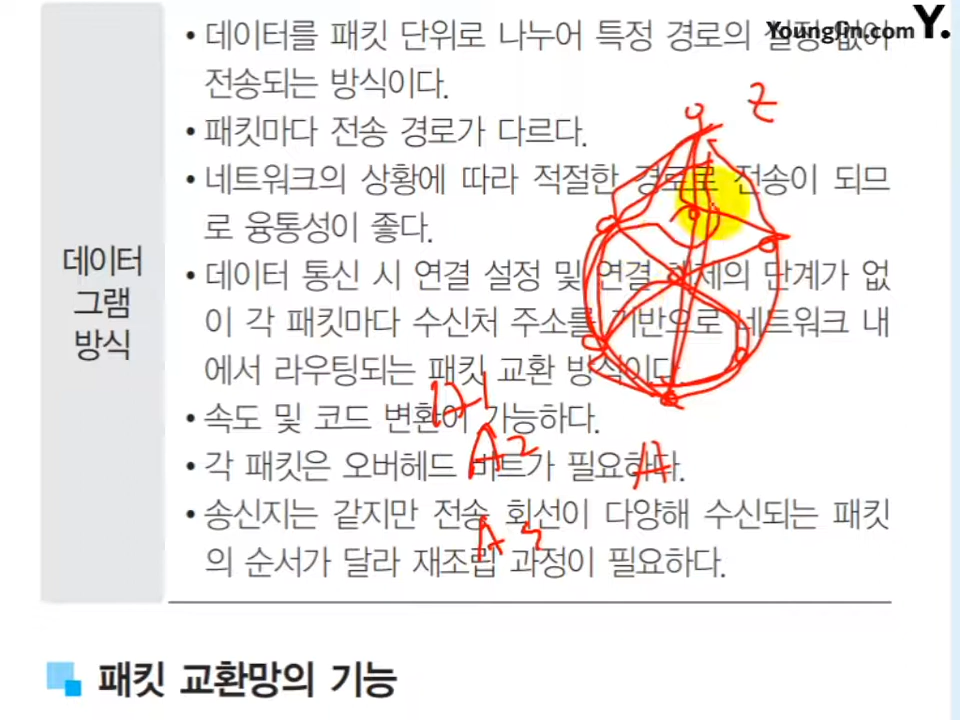 Younglin.com Y.
• 데이터를 패킷 단위로 나누어 특정 경로의 설정 없이
전송되는 방식이다.
• 패킷마다 전송 경로가 다르다.
Z
• 네트워크의 상황에 따라 적절한 경로로 전송이 되므
로 융통성이 좋다.
데이터
그램
방식
• 데이터 통신 시 연결 설정 및 연결 해제의 단계가 없
이 각 패킷마다 수신처 주소를 기반으로 네트워크 내
에서 라우팅되는 패킷 교환 방식이다.
A1
• 속도 및 코드 변환이 가능하다.
A2
A
• 각 패킷은 오버헤드 비트가 필요하다.
• 송신지는 같지만 전송 회선이 다양해 수신되는 패킷
의 순서가 달라 재조립 과정이 필요하다.
패킷 교환망의 기능